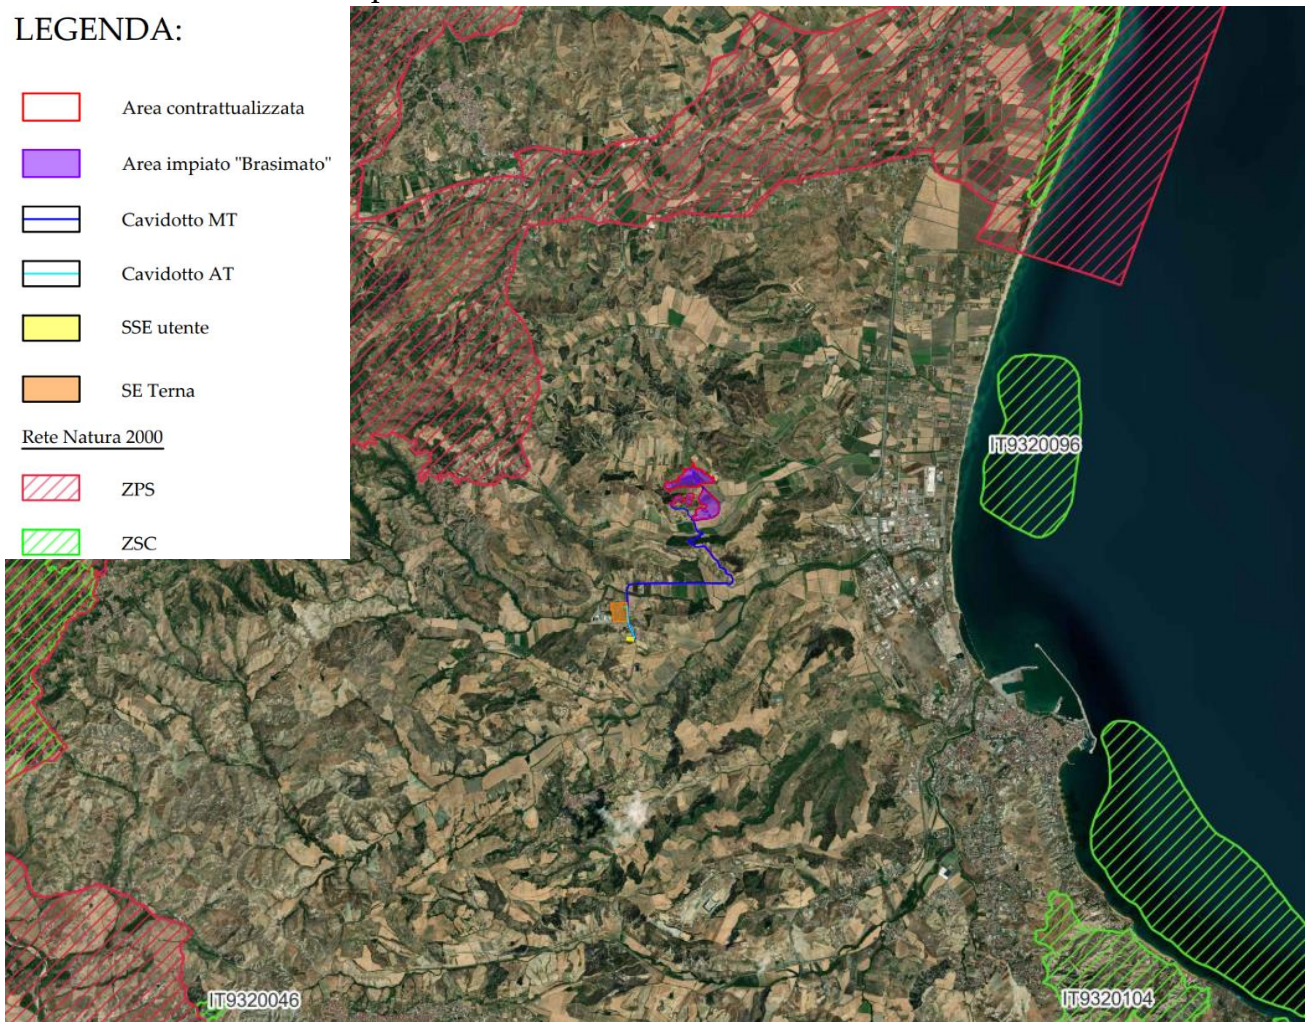 LEGENDA:
Area contrattualizzata
Area impiato "Brasimato"
Cavidotto MT
Cavidotto AT
SSE utente
SE Terna
Rete Natura 2000
ZPS
ZSC
IT9320096
IT9320046
IT9320104